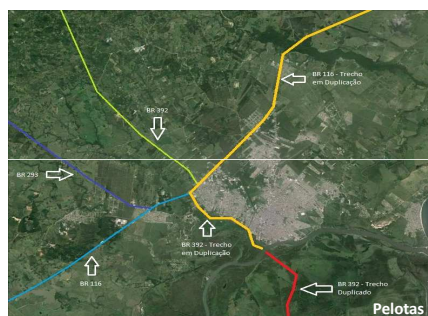 BR 116 - Trecho
em Duplicação
BR 392
BR 293
BR 392 - Trecho
em Duplicação
BR 116
BR 392 - Trecho
Duplicado
Pelotas